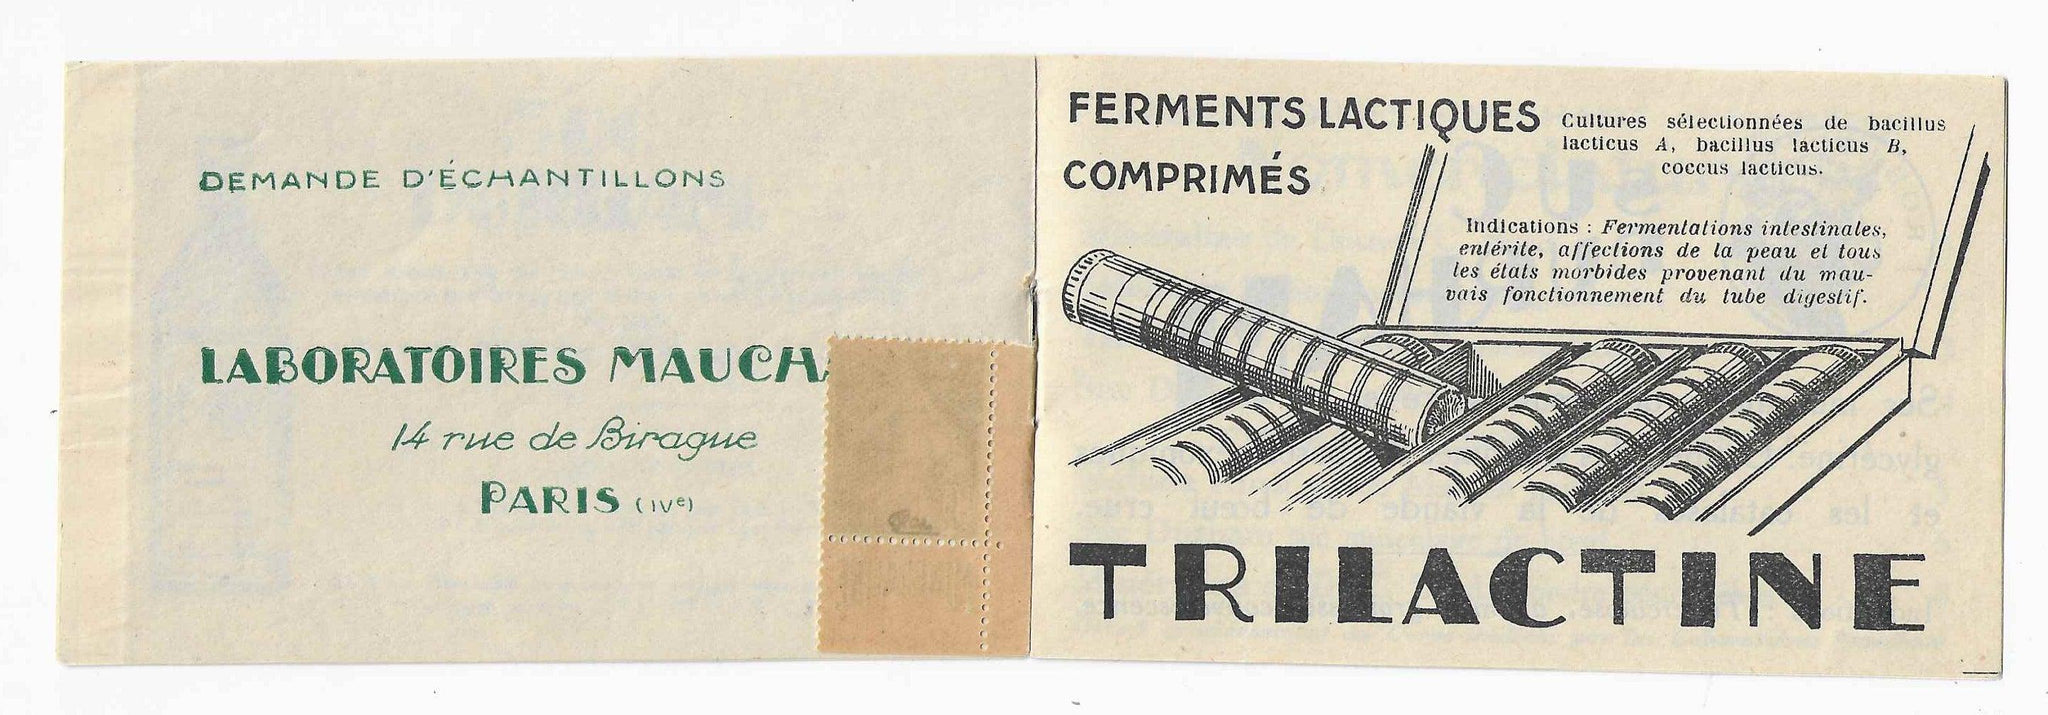 DEMANDE D'ÉCHANTILLONS
LABORATOIRES MAUCH
14 rue de Birague
PARIS (IVe)
FERMENTS LACTIQUES
COMPRIMÉS
Cultures sélectionnées de bacillus
lacticus A, bacillus lacticus B,
coccus lacticus.
Indications : Fermentations intestinales,
entérite, affections de la peau et tous
les états morbides provenant du mau-
vais fonctionnement du tube digestif.
TRILACTINE